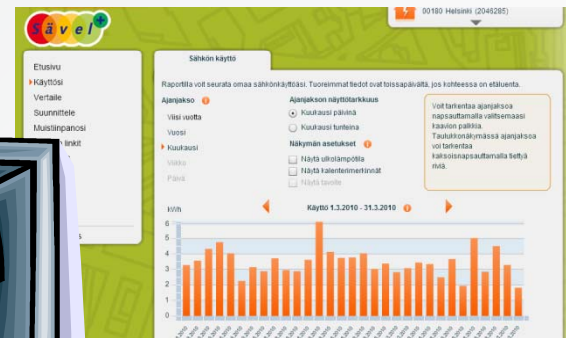 Sävel+
00180 Helsinki (2046285)
Etusivu
Käyttösi
Vertaile
Suunnittele
Muistiinpanosi
linkit
Sähkön käyttö
Raportilla voit seurata omaa sähkönkäyttöäsi. Tuoreimmat tiedot ovat toissapäivältä, jos kohteessa on etäluenta.
Ajanjakso
Viisi vuotta
Vuosi
Kuukausi
Viikko
Päivä
Ajanjakson näyttötarkkuus
Kuukausi päivinä
Kuukausi tunteina
Näkymän asetukset
Näytä ulkolämpötila
Näytä kalenterimerkinnät
Näytä tavoite
Voit tarkentaa ajanjaksoa
napsauttamalla valitsemaasi
kaavion palkkia.
Taulukkonäkymässä ajanjaksoa
voi tarkentaa
kaksoisnapsauttamalla tiettyä
riviä.
kWh
Käyttö 1.3.2010 - 31.3.2010
6
5
4
3
2
1
0